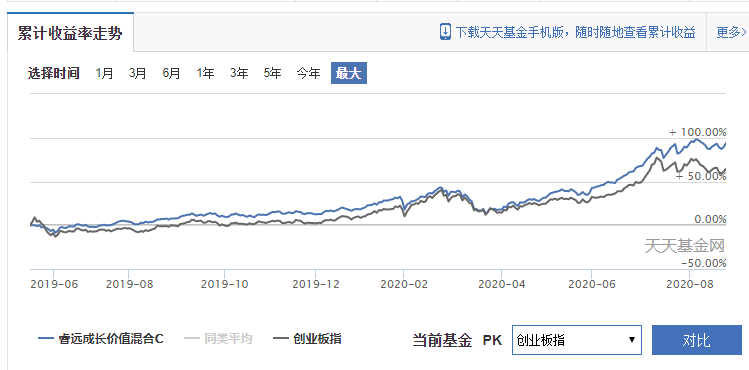 累计收益率走势
下载天天基金手机版，随时随地查看累计收益
更多>
选择时间 1月 3月 6月 1年 3年 5年 今年 最大
+ 100.00%
+ 50.00%
0.00%
天天基金网
-50.00%
2019-06 2019-08 2019-10 2019-12 2020-02 2020-04 2020-06 2020-08
睿远成长价值混合C 同类平均 创业板指 当前基金 PK 创业板指 对比